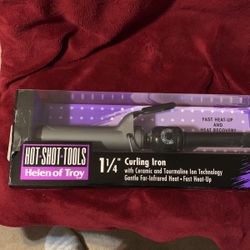 FAST HEAT-UP
AND
HEAT RECOVERY
HOT·SHOT·TOOLS
Helen of Troy
1¼" Curling Iron
with Ceramic and Tourmaline Ion Technology
Gentle Far-Infrared Heat • Fast Heat-Up